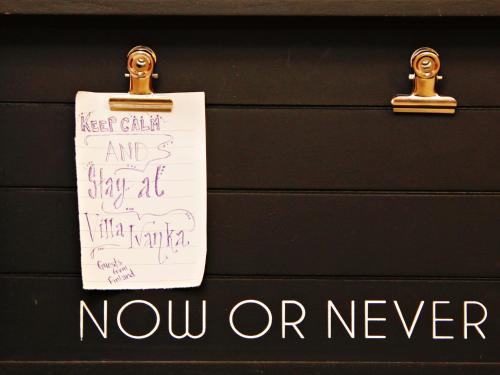 KEEP CALM
AND
Stay at
Villa Ivanka
Guests
from
Finland
NOW OR NEVER